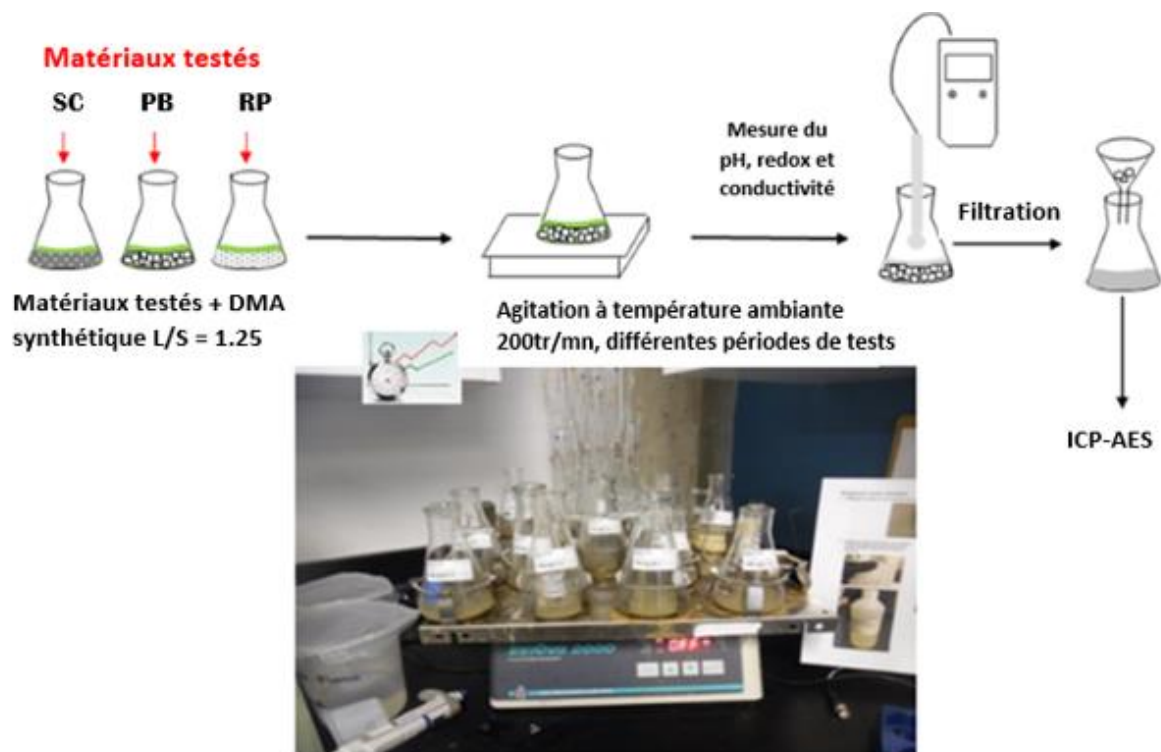 Matériaux testés
SC PB RP
Matériaux testés + DMA
synthétique L/S = 1.25
Agitation à température ambiante
200tr/mn, différentes périodes de tests
Mesure du
pH, redox et
conductivité
Filtration
ICP-AES
2000